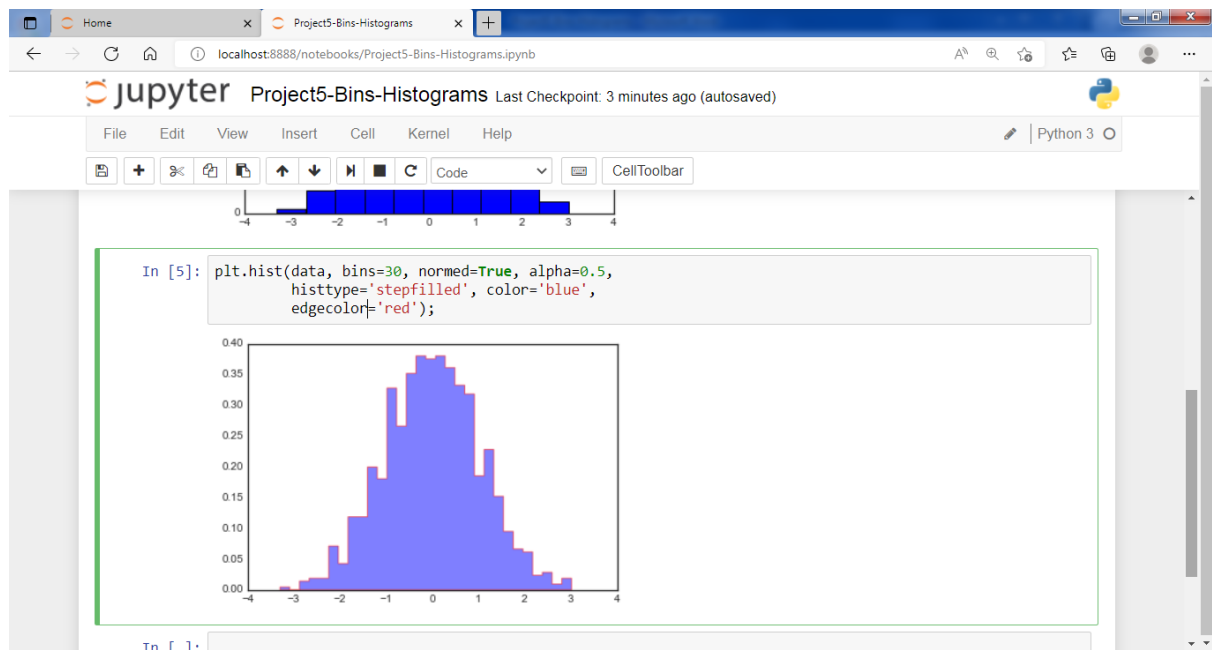 Home
Project5-Bins-Histograms
localhost:8888/notebooks/Project5-Bins-Histograms.ipynb
jupyter Project5-Bins-Histograms Last Checkpoint: 3 minutes ago (autosaved)
File Edit View Insert Cell Kernel Help Python 3
Code CellToolbar
0
-4 -3 -2 -1 0 1 2 3 4
In [5]: plt.hist(data, bins=30, normed=True, alpha=0.5,
histtype='stepfilled', color='blue',
edgecolor='red');
0.40
0.35
0.30
0.25
0.20
0.15
0.10
0.05
0.00
-4 -3 -2 -1 0 1 2 3 4
In [ ]: